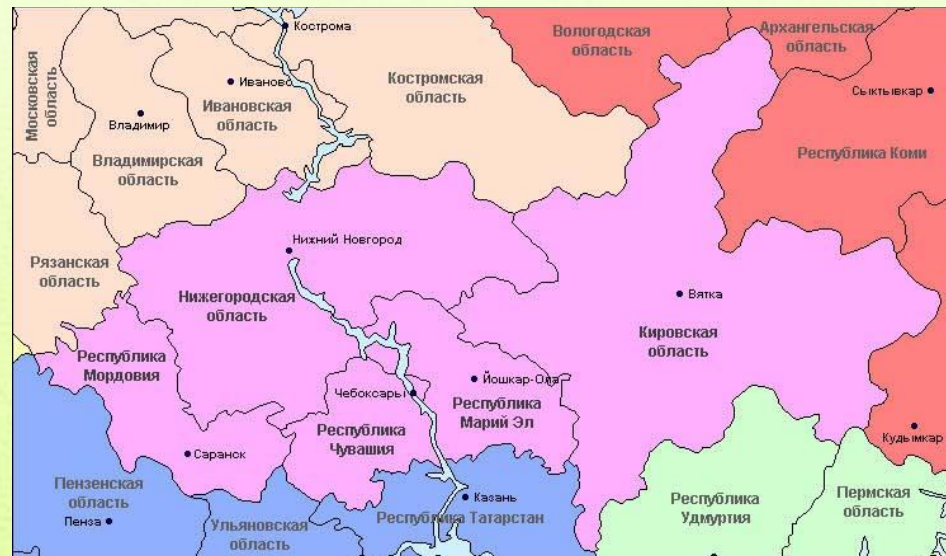 Кострома
Вологодская
область
Архангельская
область
Московская
область
Иваново
Ивановская
область
Костромская
область
Сыктывкар
Владимир
Владимирская
область
Республика Коми
Нижний Новгород
Рязанская
область
Нижегородская
область
Вятка
Кировская
область
Республика
Мордовия
Йошкар-Ола
Чебоксары
Республика
Марий Эл
Республика
Чувашия
Кудымкар
Саранск
Пензенская
область
Пенза
Казань
Республика Татарстан
Ульяновская
область
Республика
Удмуртия
Пермская
область